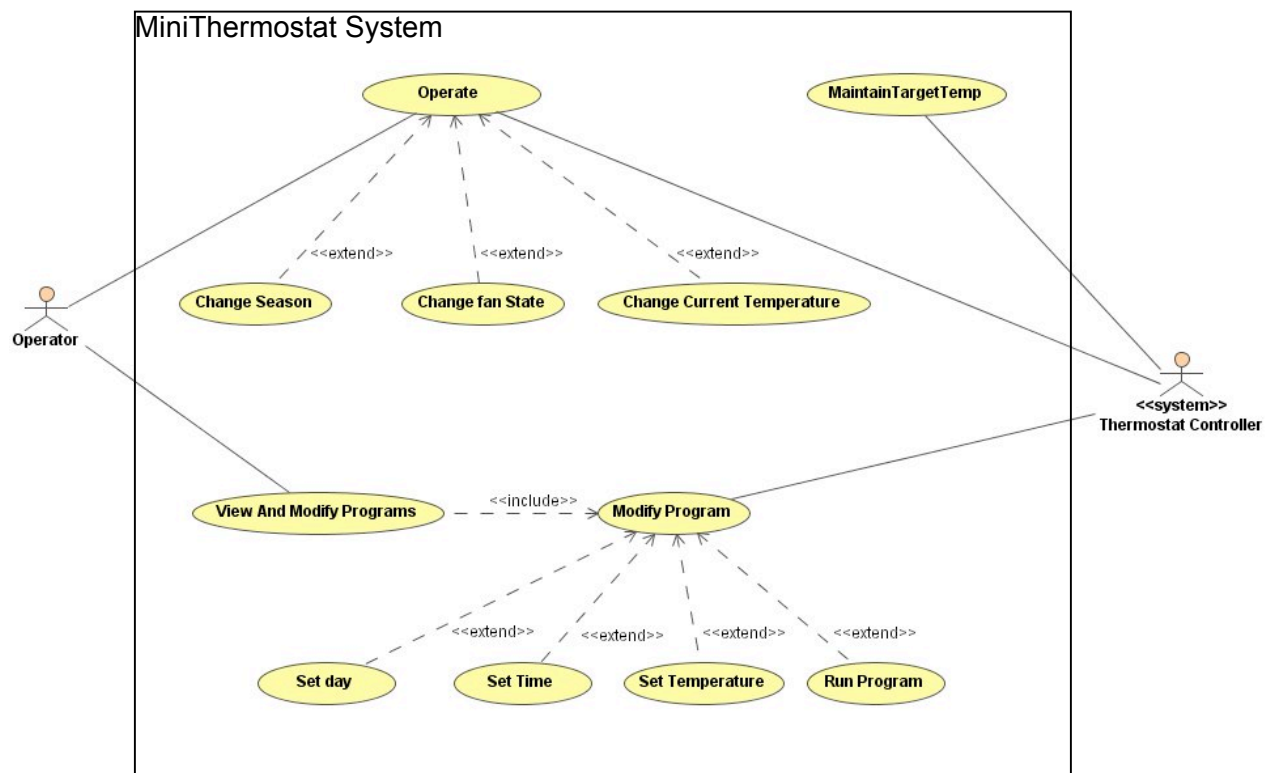 MiniThermostat System
Operate
MaintainTargetTemp
<<extend>>
<<extend>>
<<extend>>
Change Season
Change fan State
Change Current Temperature
Operator
<<system>>
Thermostat Controller
<<include>>
View And Modify Programs
Modify Program
<<extend>>
<<extend>>
<<extend>>
<<extend>>
Set day
Set Time
Set Temperature
Run Program